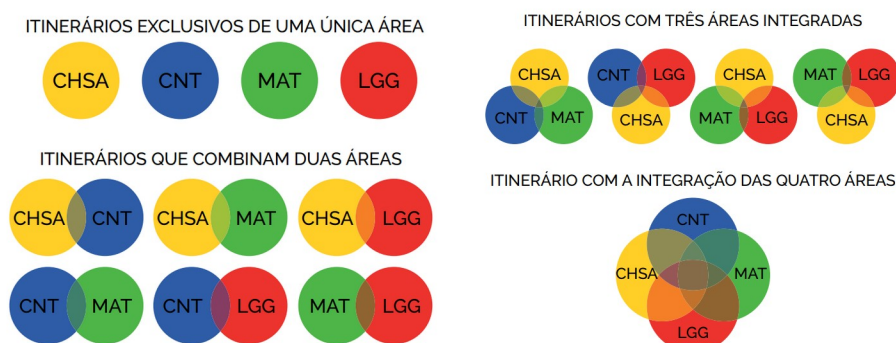 ITINERÁRIOS EXCLUSIVOS DE UMA ÚNICA ÁREA
CHSA CNT MAT LGG
ITINERÁRIOS QUE COMBINAM DUAS ÁREAS
CHSA CNT CHSA MAT CHSA LGG
CNT MAT CNT LGG MAT LGG
ITINERÁRIOS COM TRÊS ÁREAS INTEGRADAS
CHSA CNT LGG CHSA MAT LGG
CNT MAT CHSA MAT LGG CHSA
ITINERÁRIO COM A INTEGRAÇÃO DAS QUATRO ÁREAS
CNT
CHSA MAT
LGG